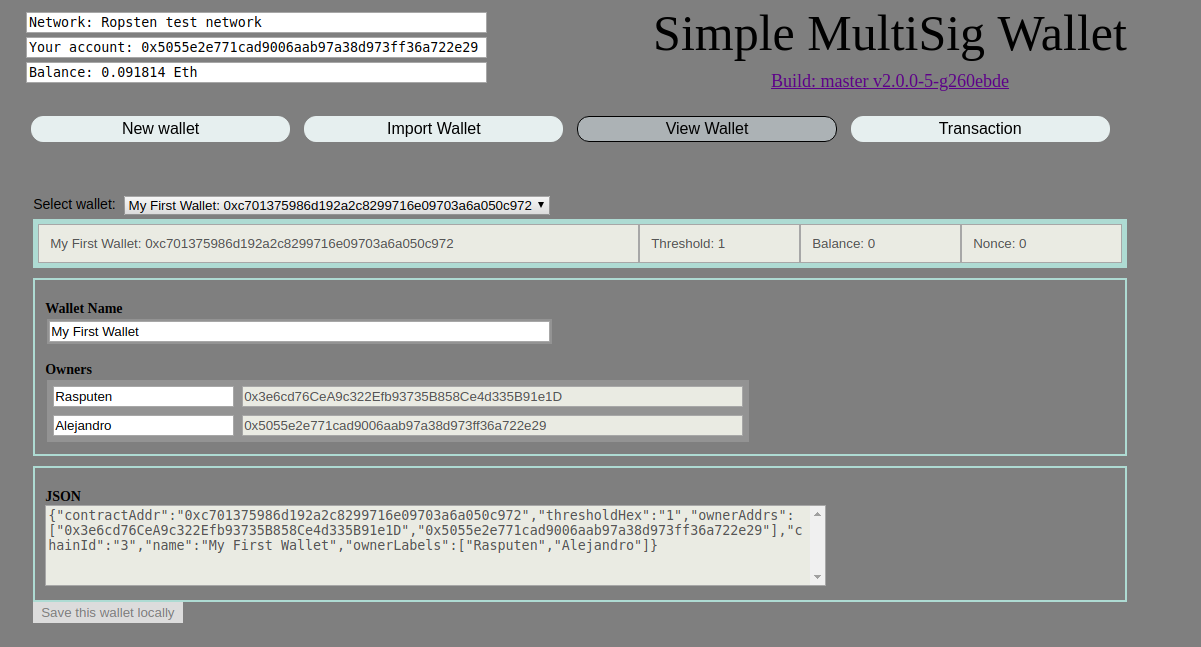 Network: Ropsten test network
Your account: 0x5055e2e771cad9006aab97a38d973ff36a722e29
Balance: 0.091814 Eth
Simple MultiSig Wallet
Build: master v2.0.0-5-g260ebde
New wallet
Import Wallet
View Wallet
Transaction
Select wallet: My First Wallet: 0xc701375986d192a2c8299716e09703a6a050c972
My First Wallet: 0xc701375986d192a2c8299716e09703a6a050c972
Threshold: 1
Balance: 0
Nonce: 0
Wallet Name
My First Wallet
Owners
Rasputen 0x3e6cd76CeA9c322Efb93735B858Ce4d335B91e1D
Alejandro 0x5055e2e771cad9006aab97a38d973ff36a722e29
JSON
{"contractAddr":"0xc701375986d192a2c8299716e09703a6a050c972","thresholdHex":"1","ownerAddrs":
["0x3e6cd76CeA9c322Efb93735B858Ce4d335B91e1D","0x5055e2e771cad9006aab97a38d973ff36a722e29"],"c
hainId":"3","name":"My First Wallet","ownerLabels":["Rasputen","Alejandro"]}
Save this wallet locally